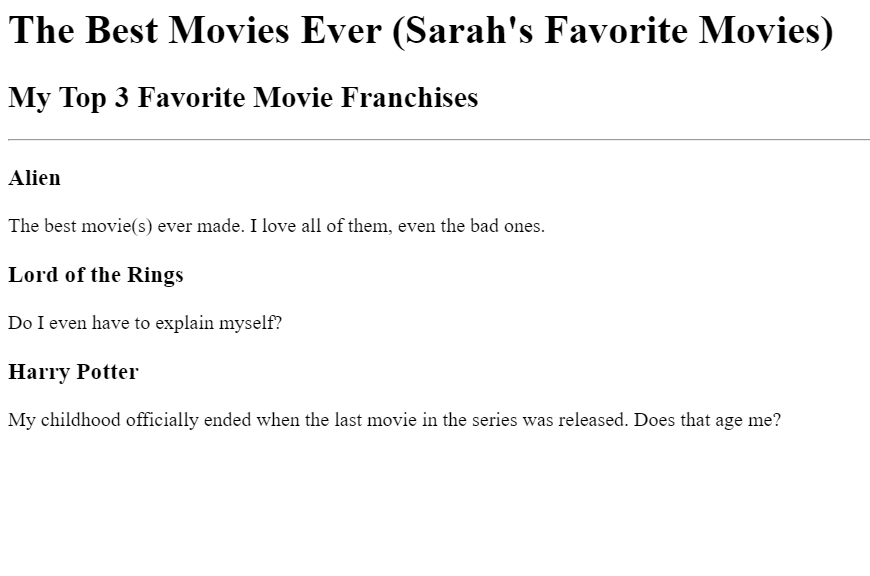 The Best Movies Ever (Sarah's Favorite Movies)
My Top 3 Favorite Movie Franchises
Alien
The best movie(s) ever made. I love all of them, even the bad ones.
Lord of the Rings
Do I even have to explain myself?
Harry Potter
My childhood officially ended when the last movie in the series was released. Does that age me?